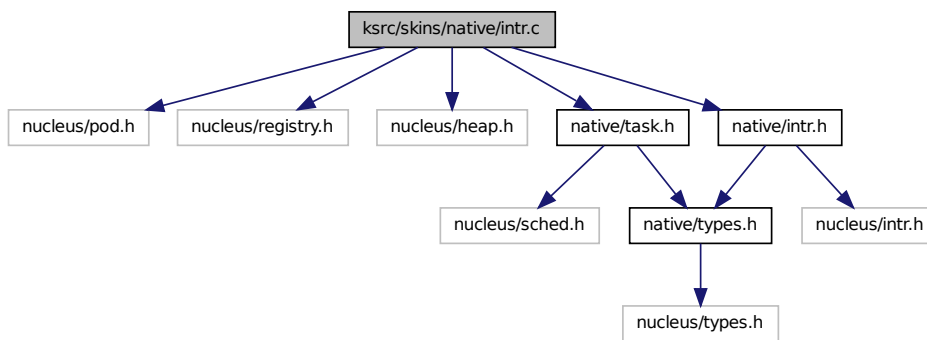 ksrc/skins/native/intr.c
nucleus/pod.h
nucleus/registry.h
nucleus/heap.h
native/task.h
native/intr.h
nucleus/sched.h
native/types.h
nucleus/intr.h
nucleus/types.h